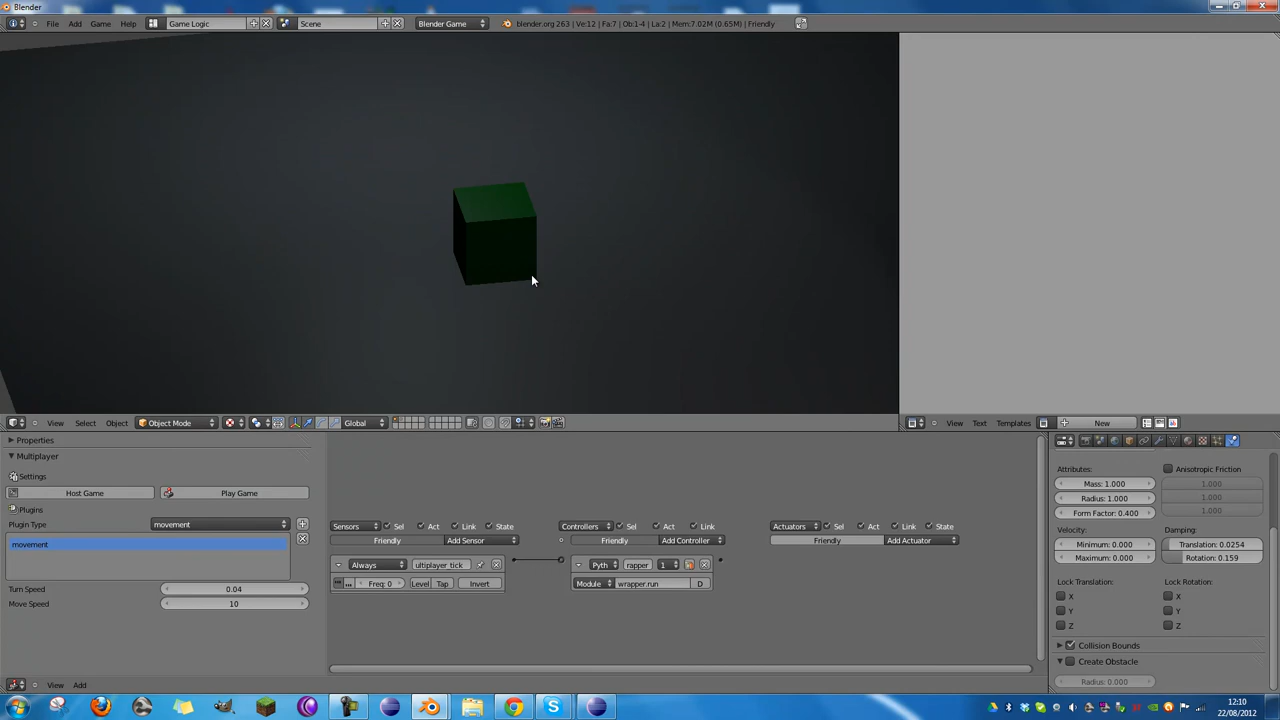 Blender
File Add Game Help Game Logic Scene Blender Game blender.org 263 | Ve:12 | Fa:7 | Ob:1-4 | La:2 | Mem:7.02M (0.65M) | Friendly
View Select Object Object Mode Global View Text Templates New
Properties
Multiplayer
Settings
Host Game Play Game
Plugins
Plugin Type movement
movement
Turn Speed 0.04
Move Speed 10
View Add
Sensors Sel Act Link State Controllers Sel Act Link Actuators Sel Act Link State
Friendly Add Sensor Friendly Add Controller Friendly Add Actuator
Always ultiplayer_tick Pyth rapper 1
... Freq: 0 Level Tap Invert Module wrapper.run D
Attributes: Anisotropic Friction
Mass: 1.000 1.000
Radius: 1.000 1.000
Form Factor: 0.400 1.000
Velocity: Damping:
Minimum: 0.000 Translation: 0.0254
Maximum: 0.000 Rotation: 0.159
Lock Translation: Lock Rotation:
X X
Y Y
Z Z
Collision Bounds
Create Obstacle
Radius: 0.000
12:10
22/08/2012